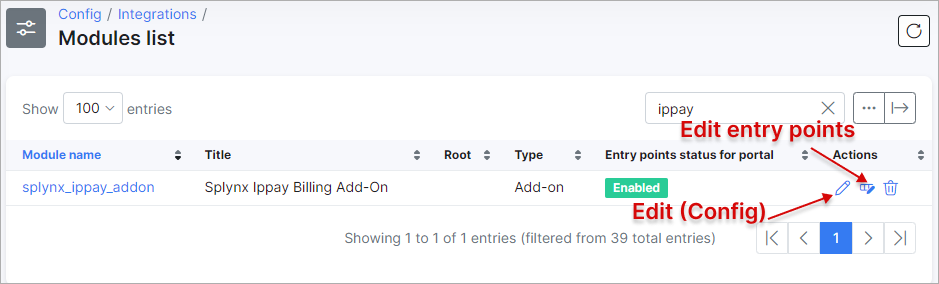 Config / Integrations /
Modules list
Show 100 entries ippay
Edit entry points
Module name Title Root Type Entry points status for portal Actions
splynx_ippay_addon Splynx Ippay Billing Add-On Add-on Enabled
Edit (Config)
Showing 1 to 1 of 1 entries (filtered from 39 total entries) 1